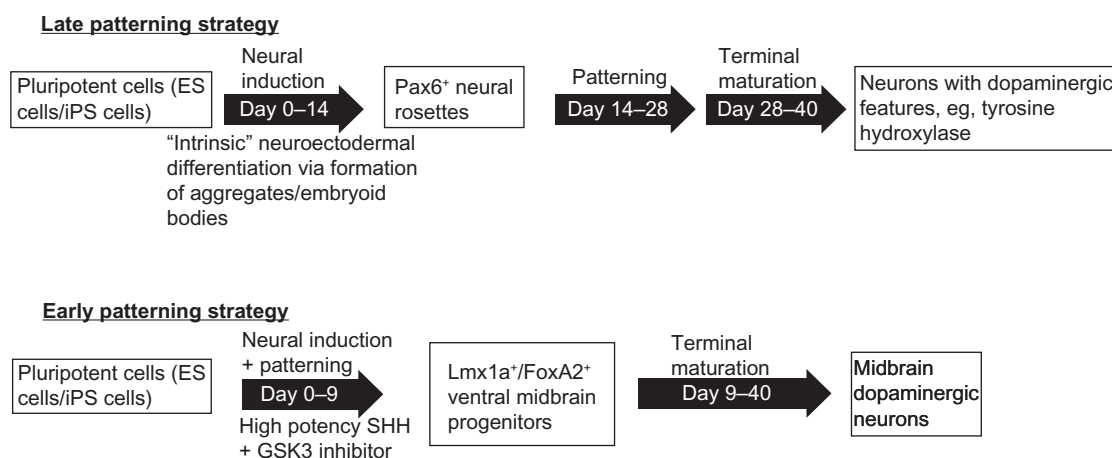 Late patterning strategy
Pluripotent cells (ES
cells/iPS cells)
Neural
induction
Day 0–14
“Intrinsic” neuroectodermal
differentiation via formation
of aggregates/embryoid
bodies
Pax6⁺ neural
rosettes
Patterning
Day 14–28
Terminal
maturation
Day 28–40
Neurons with dopaminergic
features, eg, tyrosine
hydroxylase
Early patterning strategy
Pluripotent cells (ES
cells/iPS cells)
Neural induction
+ patterning
Day 0–9
High potency SHH
+ GSK3 inhibitor
Lmx1a⁺/FoxA2⁺
ventral midbrain
progenitors
Terminal
maturation
Day 9–40
Midbrain
dopaminergic
neurons